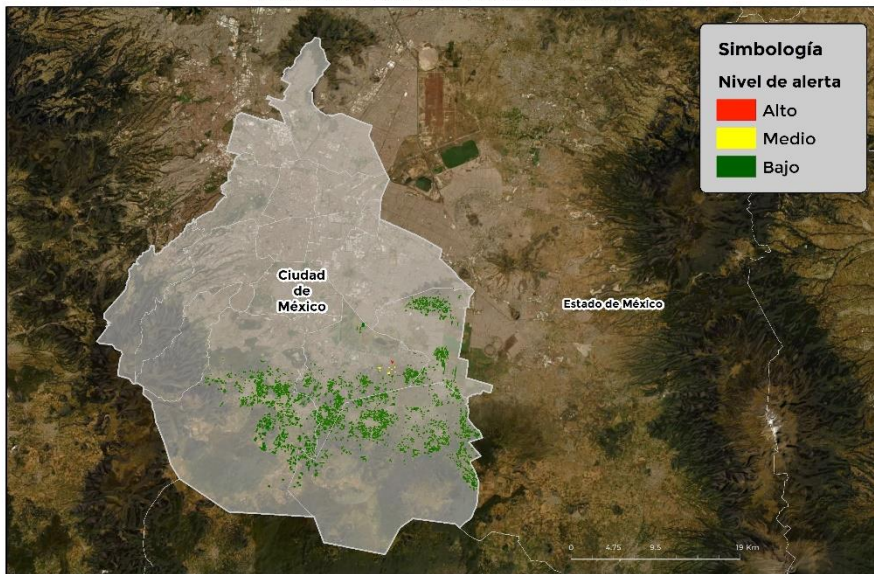 Simbología
Nivel de alerta
Alto
Medio
Bajo
Ciudad
de
México
Estado de México
0 4.75 9.5 19 Km